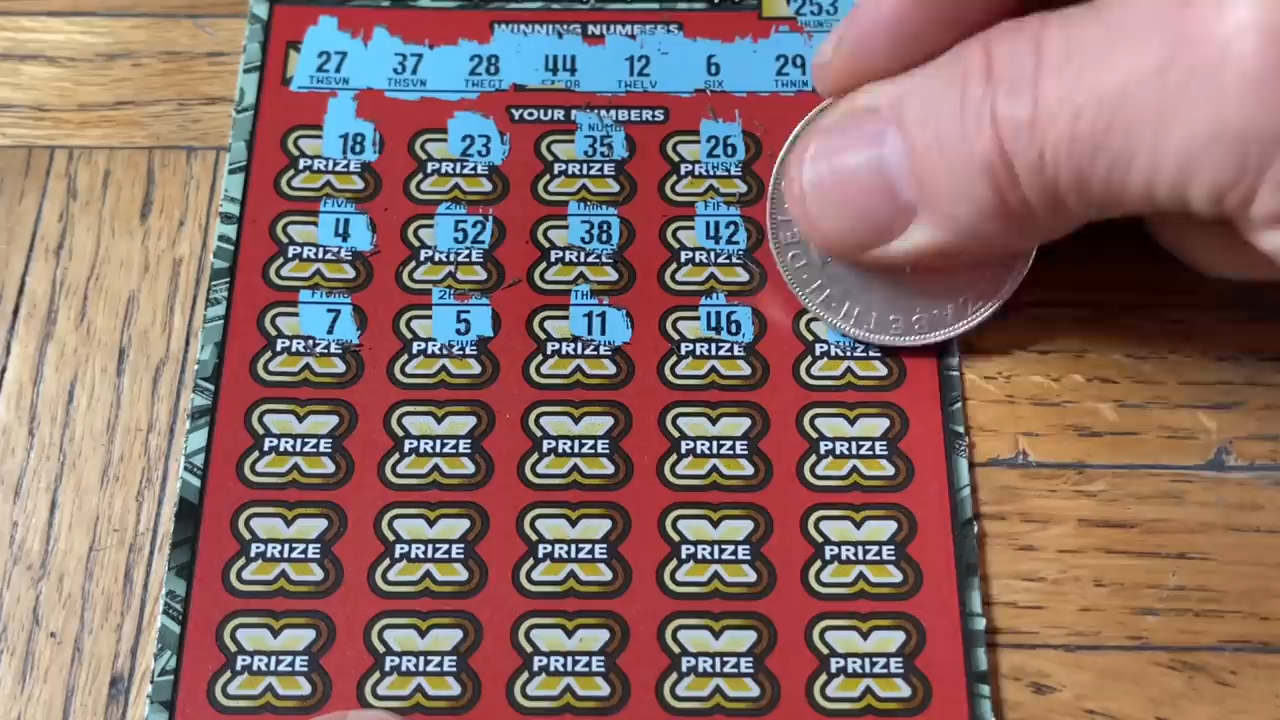 253
WINNING NUMBERS
27 37 28 44 12 6 29
THSVN THSVN THEGT THELV SIX THNIN
YOUR NUMBERS
18 23 35 26
PRIZE PRIZE PRIZE PRIZE
4 52 38 42
PRIZE PRIZE PRIZE PRIZE
7 5 11 46
PRIZE PRIZE PRIZE PRIZE PRIZE
PRIZE PRIZE PRIZE PRIZE PRIZE
PRIZE PRIZE PRIZE PRIZE PRIZE
PRIZE PRIZE PRIZE PRIZE PRIZE